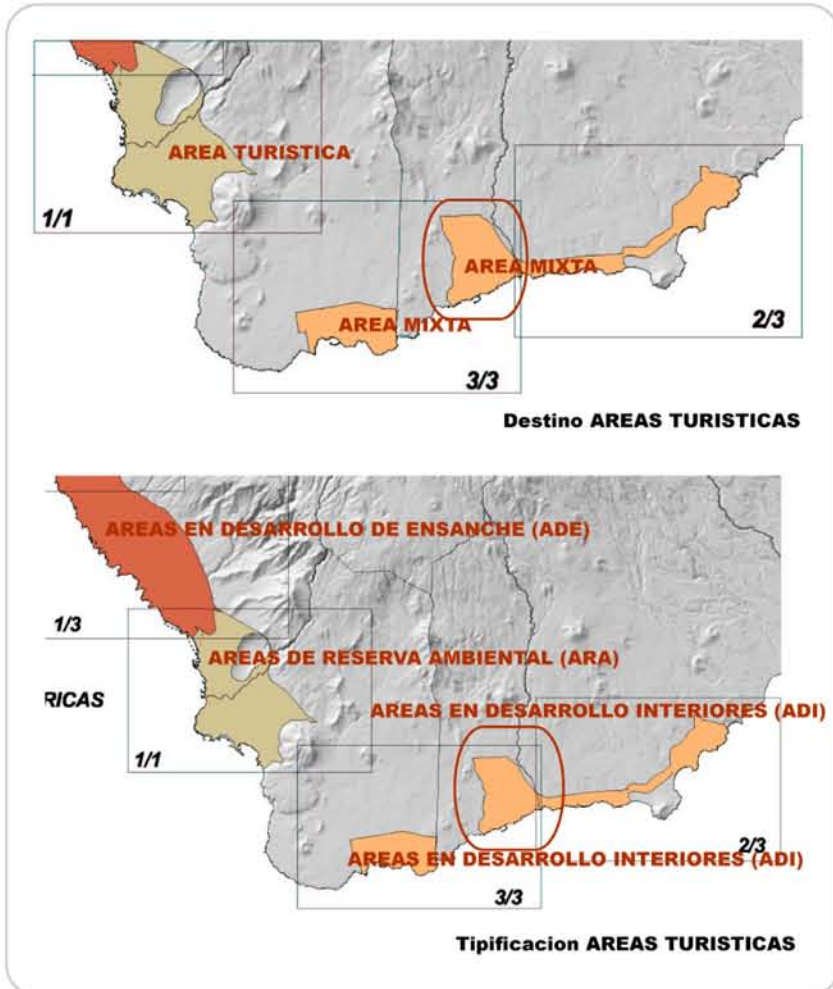 AREA TURISTICA
1/1
AREA MIXTA
AREA MIXTA
2/3
3/3
Destino AREAS TURISTICAS
AREAS EN DESARROLLO DE ENSANCHE (ADE)
1/3
AREAS DE RESERVA AMBIENTAL (ARA)
RICAS
AREAS EN DESARROLLO INTERIORES (ADI)
1/1
2/3
AREAS EN DESARROLLO INTERIORES (ADI)
3/3
Tipificacion AREAS TURISTICAS